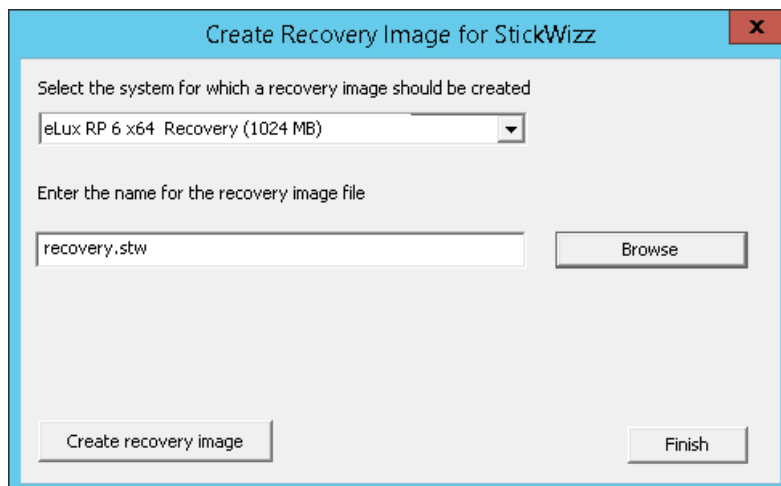 Create Recovery Image for StickWizz
x
Select the system for which a recovery image should be created
eLux RP 6 x64  Recovery (1024 MB)
Enter the name for the recovery image file
recovery.stw
Browse
Create recovery image
Finish